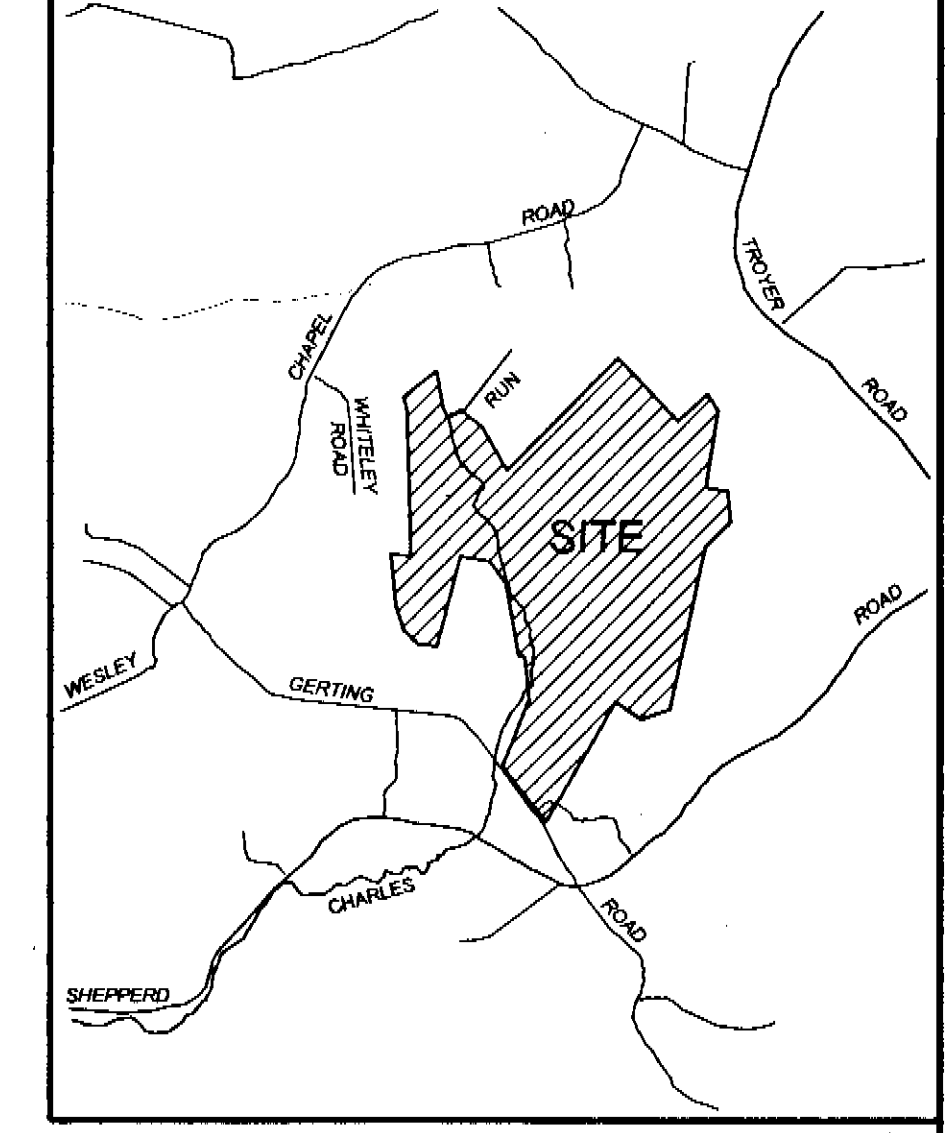 ROAD
TROYER
CHAPEL
RUN
ROAD
WHITELEY
ROAD
SITE
ROAD
WESLEY
GERTING
CHARLES
ROAD
SHEPPERD